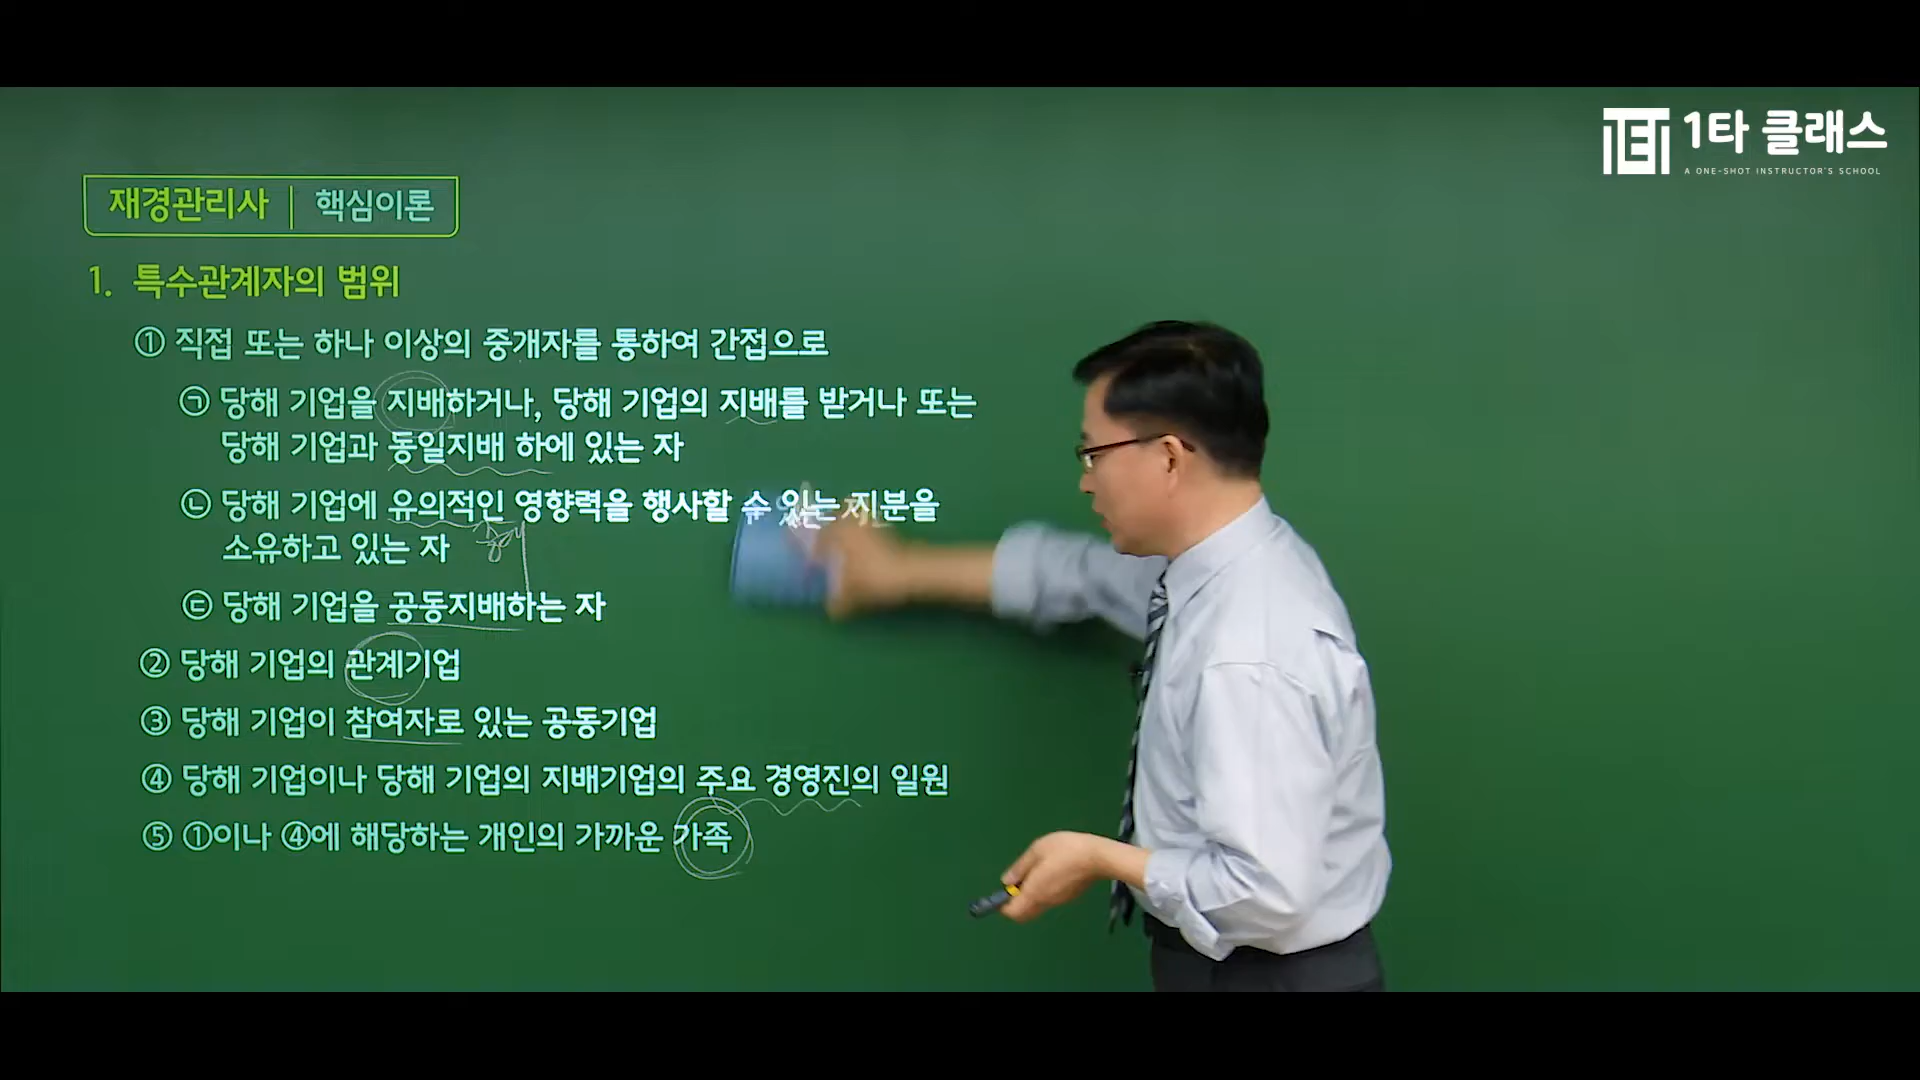 1타 클래스
A ONE-SHOT INSTRUCTOR'S SCHOOL
재경관리사 | 핵심이론
1. 특수관계자의 범위
① 직접 또는 하나 이상의 중개자를 통하여 간접으로
㉠ 당해 기업을 지배하거나, 당해 기업의 지배를 받거나 또는
당해 기업과 동일지배 하에 있는 자
㉡ 당해 기업에 유의적인 영향력을 행사할 수 있는 지분을
소유하고 있는 자
㉢ 당해 기업을 공동지배하는 자
② 당해 기업의 관계기업
③ 당해 기업이 참여자로 있는 공동기업
④ 당해 기업이나 당해 기업의 지배기업의 주요 경영진의 일원
⑤ ①이나 ④에 해당하는 개인의 가까운 가족